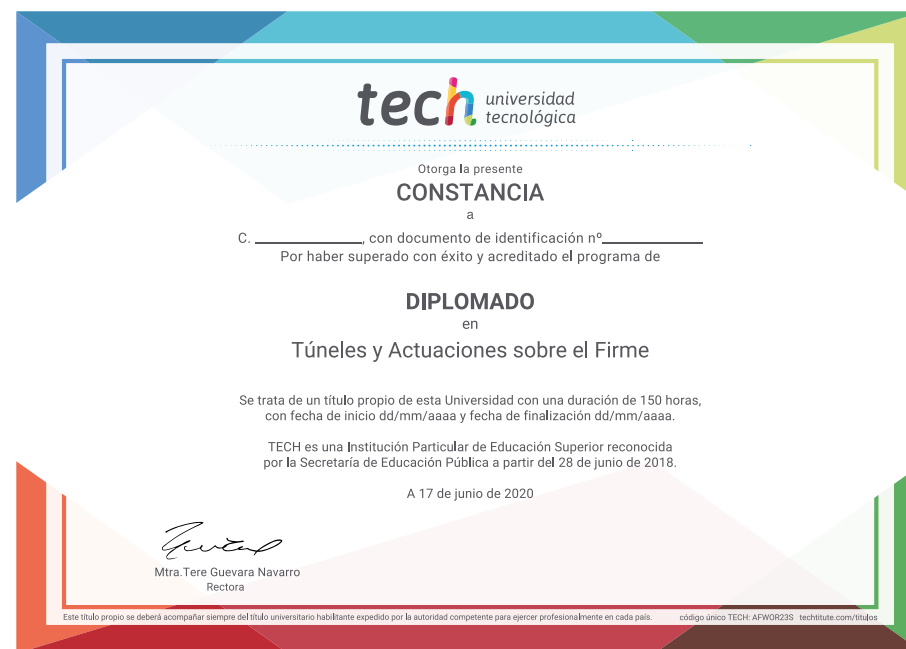 tech universidad
tecnológica
Otorga la presente
CONSTANCIA
a
C. ______________, con documento de identificación nº_____________
Por haber superado con éxito y acreditado el programa de
DIPLOMADO
en
Túneles y Actuaciones sobre el Firme
Se trata de un título propio de esta Universidad con una duración de 150 horas,
con fecha de inicio dd/mm/aaaa y fecha de finalización dd/mm/aaaa.
TECH es una Institución Particular de Educación Superior reconocida
por la Secretaría de Educación Pública a partir del 28 de junio de 2018.
A 17 de junio de 2020
Mtra.Tere Guevara Navarro
Rectora
Este título propio se deberá acompañar siempre del título universitario habilitante expedido por la autoridad competente para ejercer profesionalmente en cada país. código único TECH: AFWOR23S techtitute.com/titulos